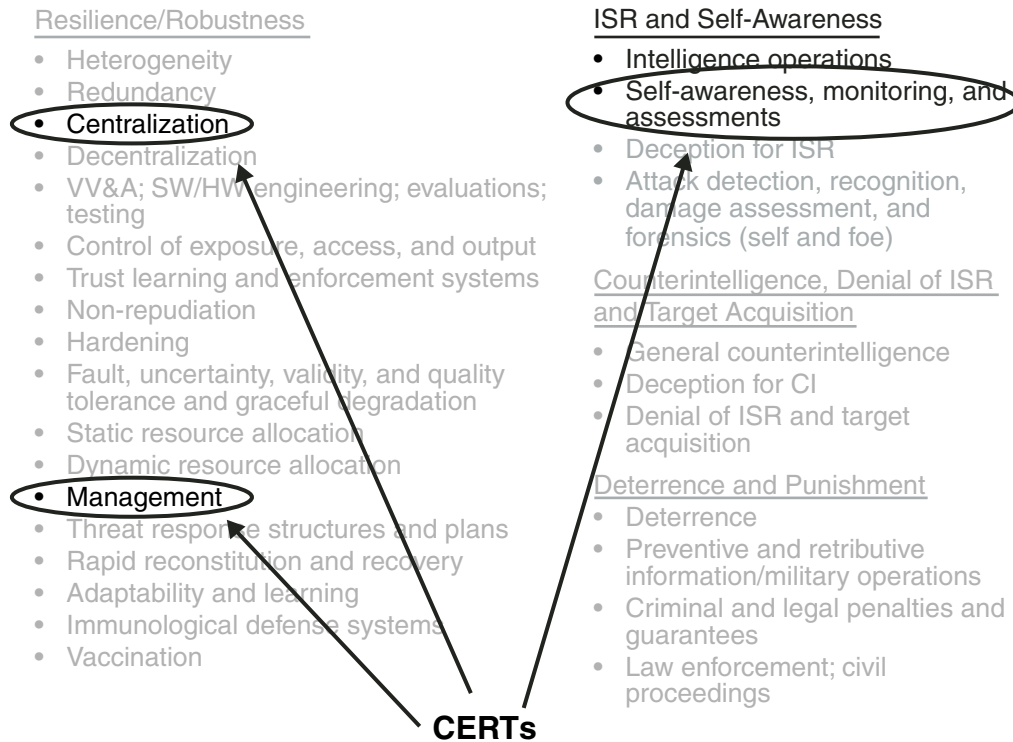 Resilience/Robustness
• Heterogeneity
• Redundancy
• Centralization
• Decentralization
• VV&A; SW/HW engineering; evaluations;
testing
• Control of exposure, access, and output
• Trust learning and enforcement systems
• Non-repudiation
• Hardening
• Fault, uncertainty, validity, and quality
tolerance and graceful degradation
• Static resource allocation
• Dynamic resource allocation
• Management
• Threat response structures and plans
• Rapid reconstitution and recovery
• Adaptability and learning
• Immunological defense systems
• Vaccination
ISR and Self-Awareness
• Intelligence operations
• Self-awareness, monitoring, and
assessments
• Deception for ISR
• Attack detection, recognition,
damage assessment, and
forensics (self and foe)
Counterintelligence, Denial of ISR
and Target Acquisition
• General counterintelligence
• Deception for CI
• Denial of ISR and target
acquisition
Deterrence and Punishment
• Deterrence
• Preventive and retributive
information/military operations
• Criminal and legal penalties and
guarantees
• Law enforcement; civil
proceedings
CERTs